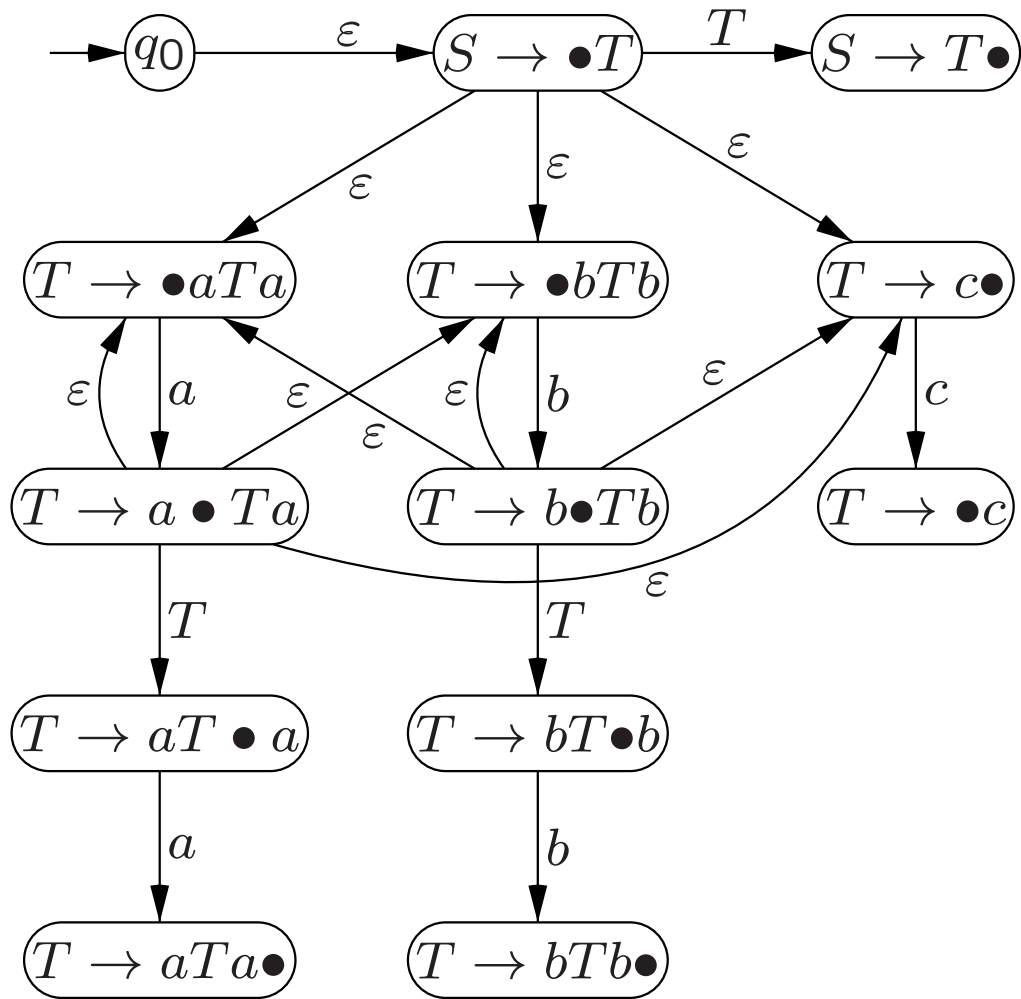 q0 ε S → •T T S → T•
ε ε ε
T → •aTa T → •bTb T → c•
ε a ε ε ε b ε c
T → a • Ta T → b•Tb T → •c
ε
T T
T → aT • a T → bT•b
a b
T → aTa• T → bTb•